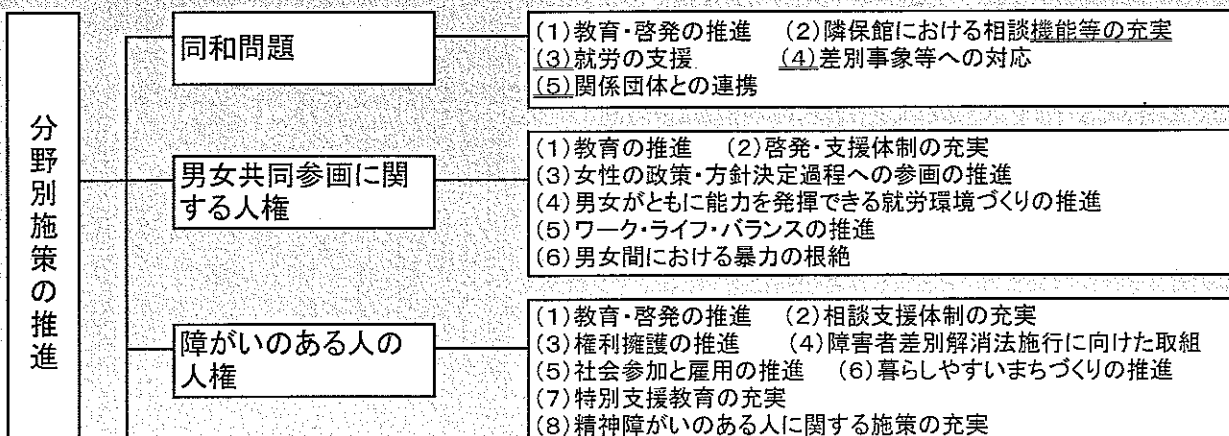 分野別施策の推進
同和問題
(1)教育・啓発の推進 (2)隣保館における相談機能等の充実
(3)就労の支援 (4)差別事象等への対応
(5)関係団体との連携
男女共同参画に関
する人権
(1)教育の推進 (2)啓発・支援体制の充実
(3)女性の政策・方針決定過程への参画の推進
(4)男女がともに能力を発揮できる就労環境づくりの推進
(5)ワーク・ライフ・バランスの推進
(6)男女間における暴力の根絶
障がいのある人の
人権
(1)教育・啓発の推進 (2)相談支援体制の充実
(3)権利擁護の推進 (4)障害者差別解消法施行に向けた取組
(5)社会参加と雇用の推進 (6)暮らしやすいまちづくりの推進
(7)特別支援教育の充実
(8)精神障がいのある人に関する施策の充実